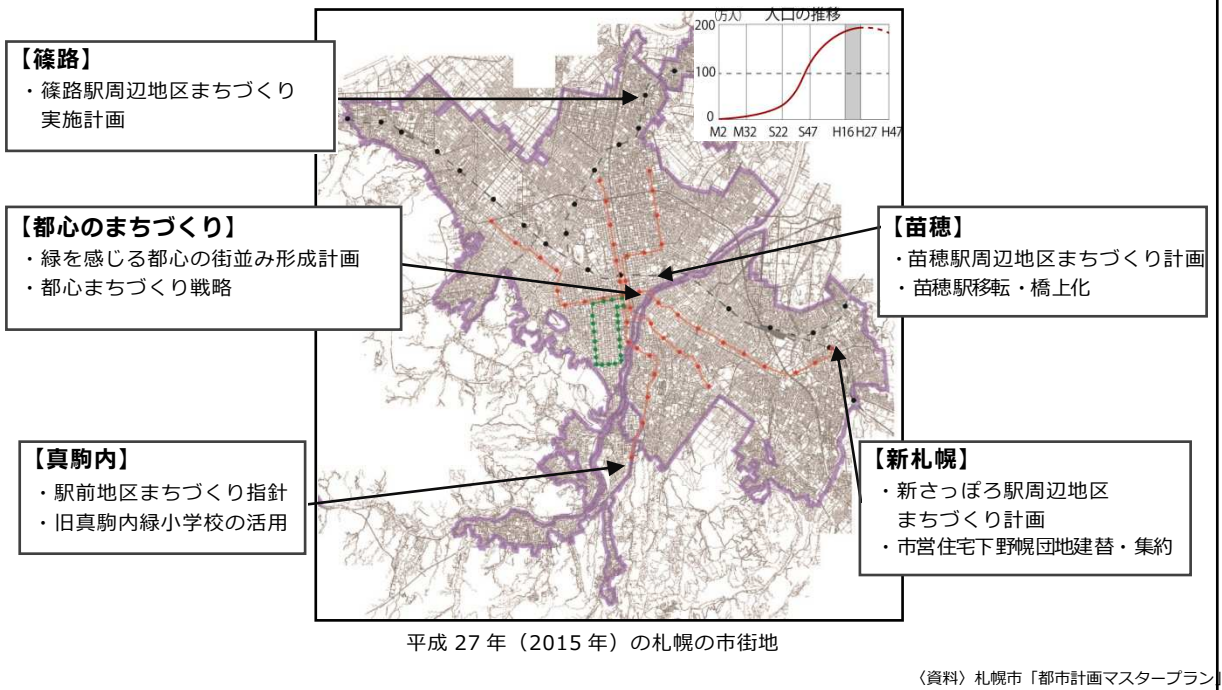 (万人) 人口の推移
200
100
0
M2 M32 S22 S47 H16 H27 H47
【篠路】
・篠路駅周辺地区まちづくり
実施計画
【都心のまちづくり】
・緑を感じる都心の街並み形成計画
・都心まちづくり戦略
【苗穂】
・苗穂駅周辺地区まちづくり計画
・苗穂駅移転・橋上化
【真駒内】
・駅前地区まちづくり指針
・旧真駒内緑小学校の活用
【新札幌】
・新さっぽろ駅周辺地区
まちづくり計画
・市営住宅下野幌団地建替・集約
平成 27 年（2015 年）の札幌の市街地
〈資料〉札幌市「都市計画マスタープラン」